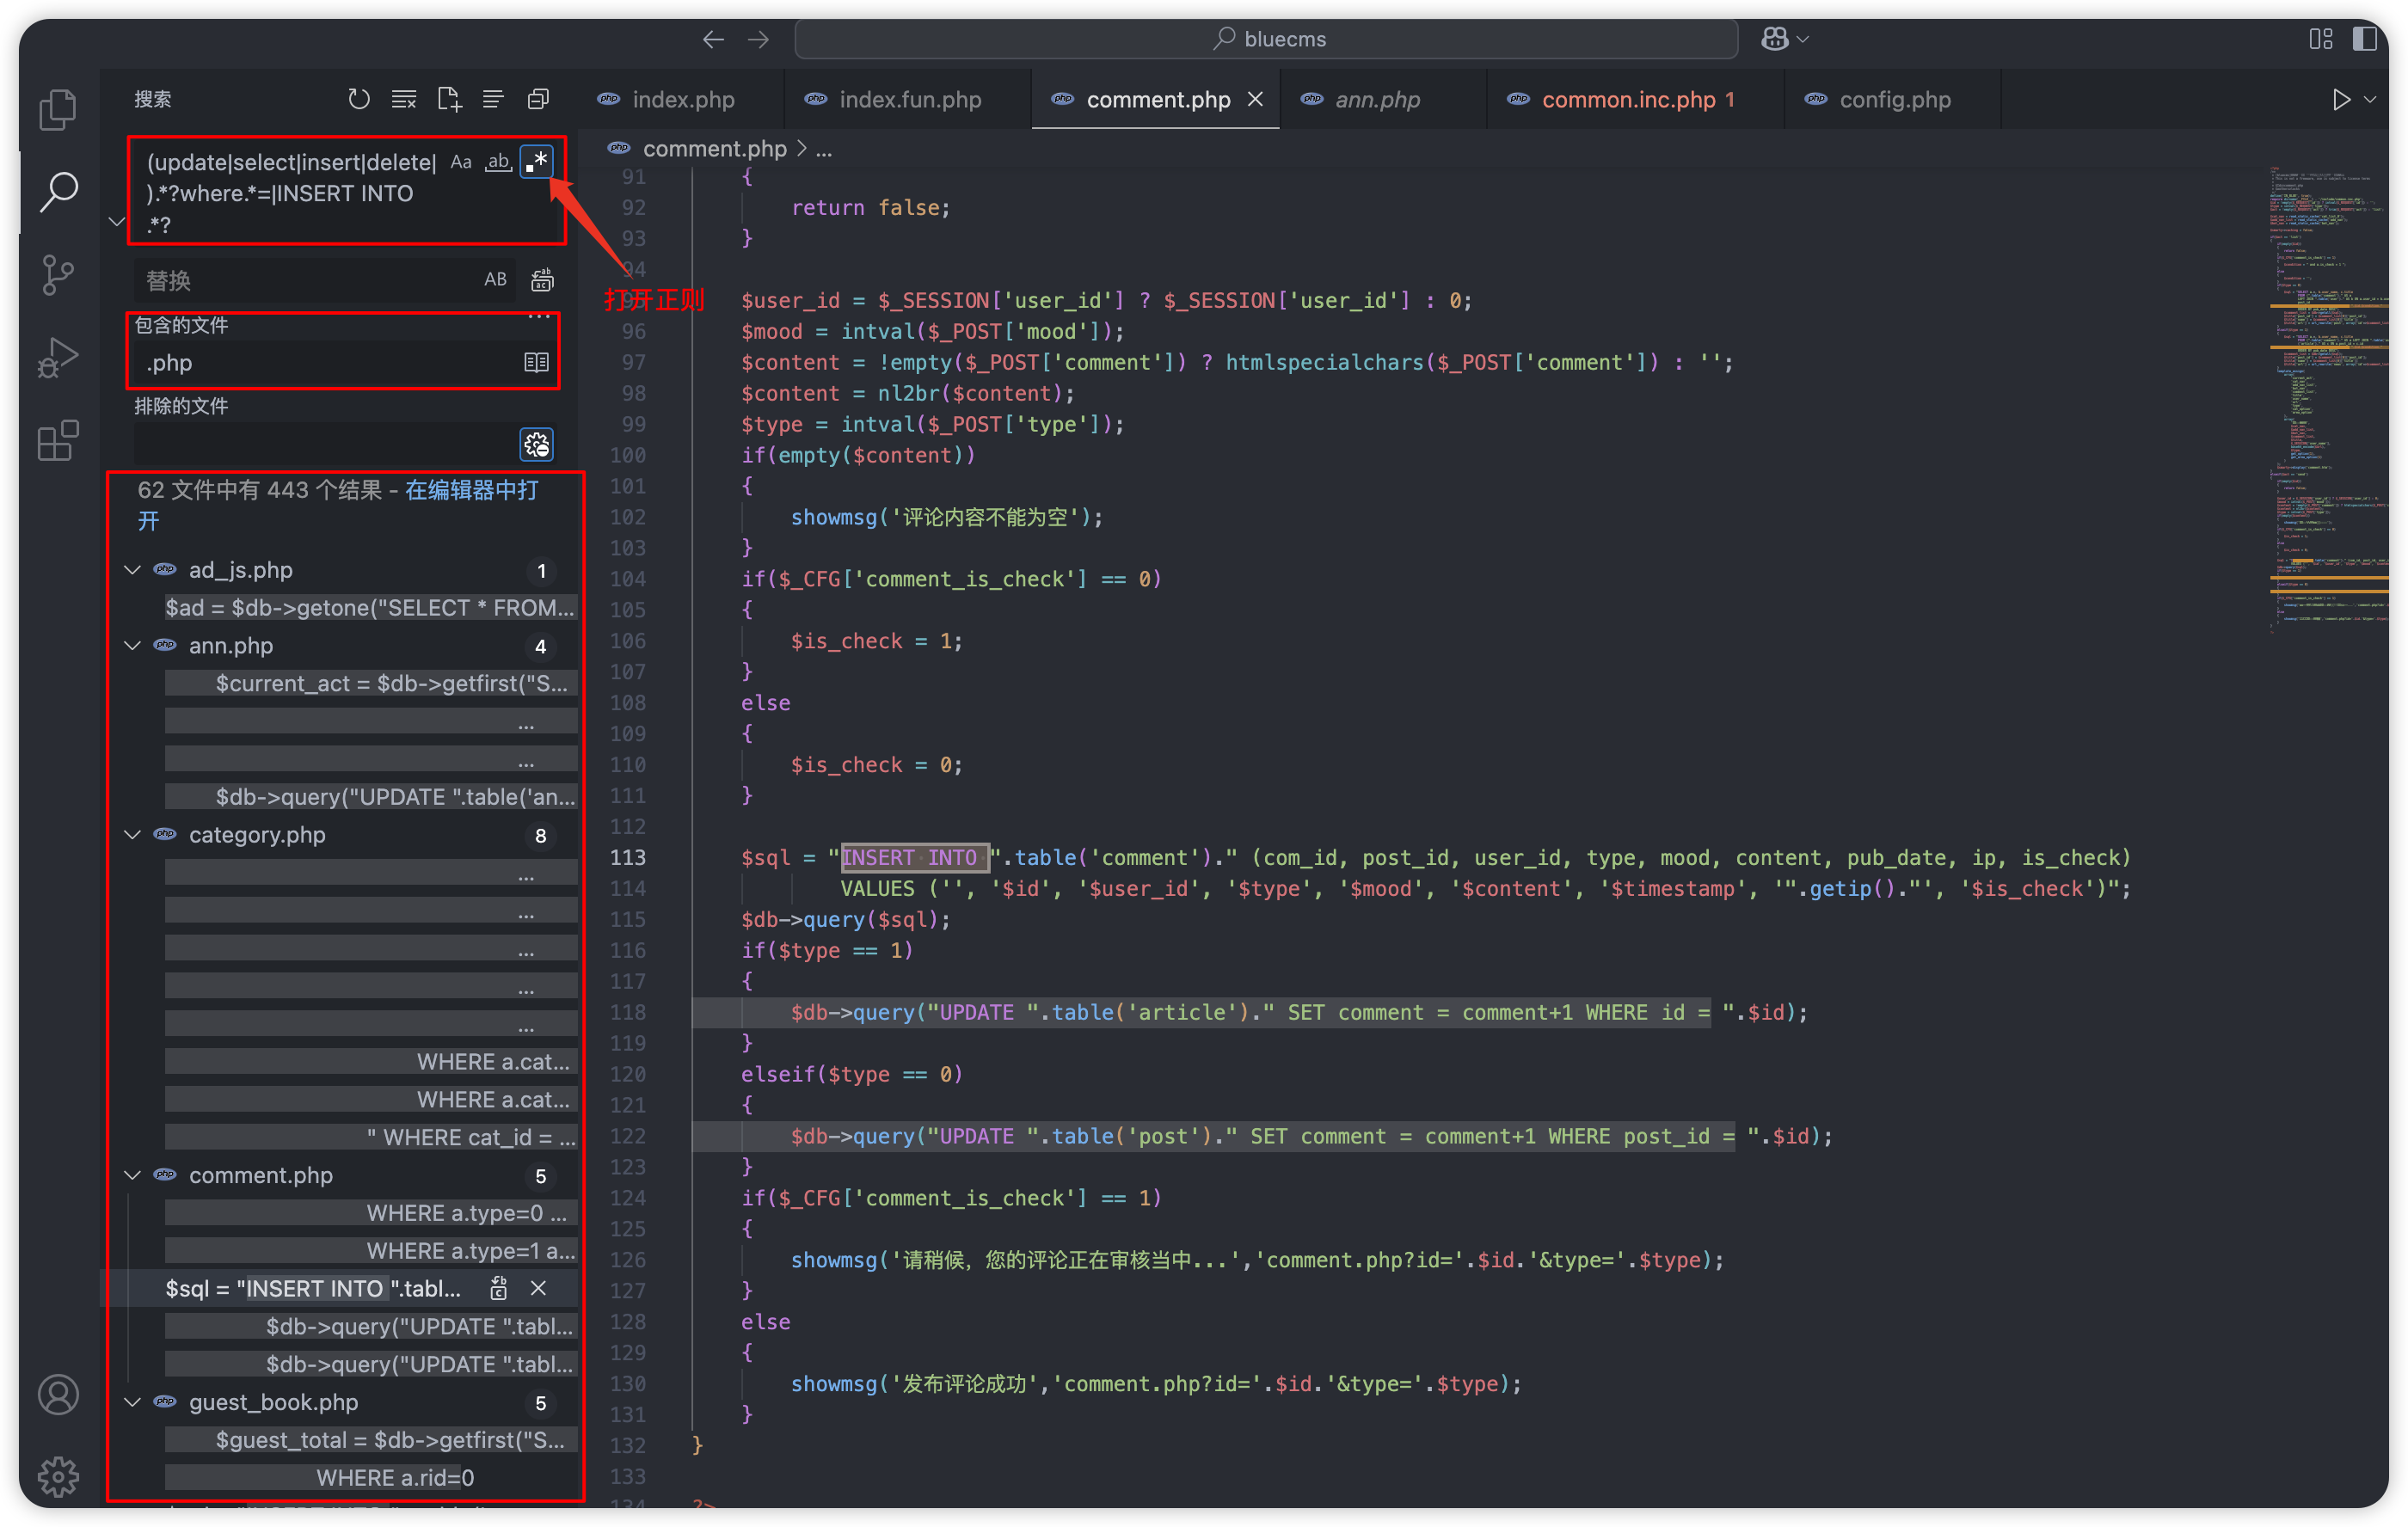 bluecms
搜索
index.php
index.fun.php
comment.php
ann.php
common.inc.php 1
config.php
(update|select|insert|delete|
).*?where.*=|INSERT INTO
.*?
Aa
ab
替换
AB
打开正则
包含的文件
.php
排除的文件
62 文件中有 443 个结果 - 在编辑器中打
开
ad_js.php 1
$ad = $db->getone("SELECT * FROM...
ann.php 4
$current_act = $db->getfirst("S...
...
...
$db->query("UPDATE ".table('an...
category.php 8
...
...
...
...
...
WHERE a.cat...
WHERE a.cat...
" WHERE cat_id = ...
comment.php 5
WHERE a.type=0 ...
WHERE a.type=1 a...
$sql = "INSERT INTO ".tabl...
$db->query("UPDATE ".tabl...
$db->query("UPDATE ".tabl...
guest_book.php 5
$guest_total = $db->getfirst("S...
WHERE a.rid=0
comment.php > ...
91 {
92 return false;
93 }
94
$user_id = $_SESSION['user_id'] ? $_SESSION['user_id'] : 0;
96 $mood = intval($_POST['mood']);
97 $content = !empty($_POST['comment']) ? htmlspecialchars($_POST['comment']) : '';
98 $content = nl2br($content);
99 $type = intval($_POST['type']);
100 if(empty($content))
101 {
102 showmsg('评论内容不能为空');
103 }
104 if($_CFG['comment_is_check'] == 0)
105 {
106 $is_check = 1;
107 }
108 else
109 {
110 $is_check = 0;
111 }
112
113 $sql = "INSERT INTO ".table('comment')." (com_id, post_id, user_id, type, mood, content, pub_date, ip, is_check)
114 VALUES ('', '$id', '$user_id', '$type', '$mood', '$content', '$timestamp', '".getip()."', '$is_check')";
115 $db->query($sql);
116 if($type == 1)
117 {
118 $db->query("UPDATE ".table('article')." SET comment = comment+1 WHERE id = ".$id);
119 }
120 elseif($type == 0)
121 {
122 $db->query("UPDATE ".table('post')." SET comment = comment+1 WHERE post_id = ".$id);
123 }
124 if($_CFG['comment_is_check'] == 1)
125 {
126 showmsg('请稍候，您的评论正在审核当中...','comment.php?id='.$id.'&type='.$type);
127 }
128 else
129 {
130 showmsg('发布评论成功','comment.php?id='.$id.'&type='.$type);
131 }
132 }
133
134 ?>